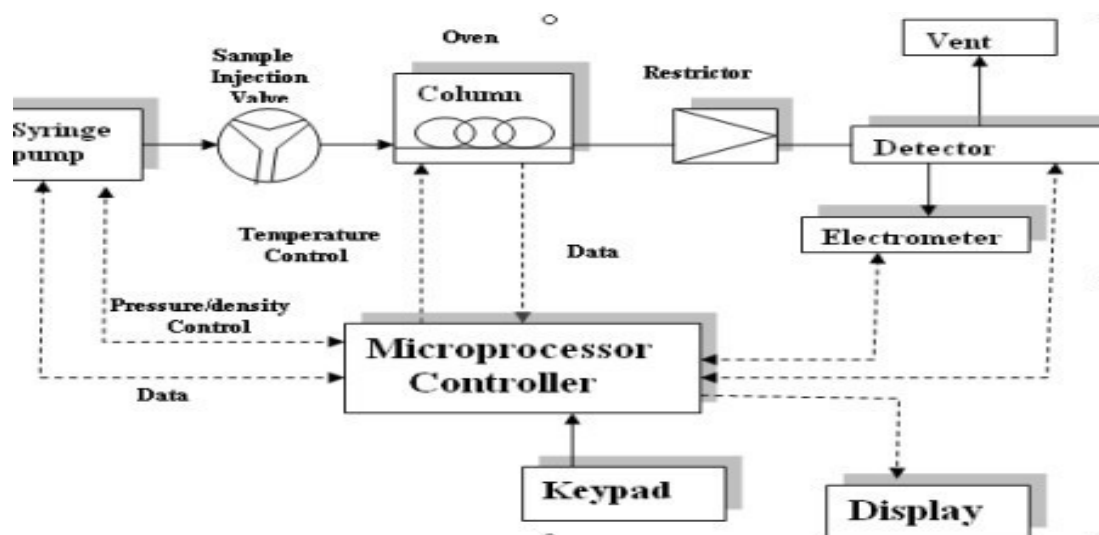 Oven
Vent
Sample
Injection
Valve
Restrictor
Column
Syringe
pump
Detector
Electrometer
Temperature
Control
Data
Pressure/density
Control
Microprocessor
Controller
Data
Keypad
Display